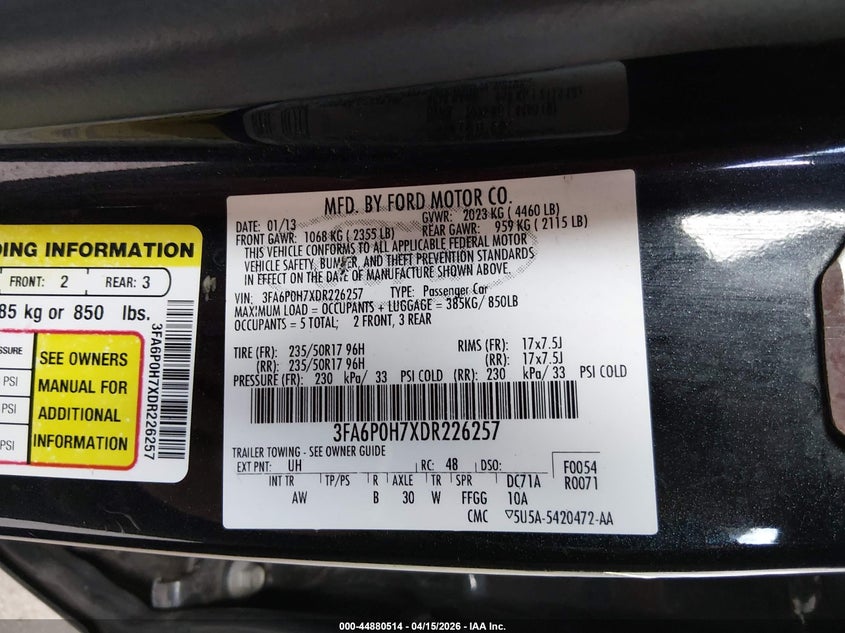 DING INFORMATION
FRONT: 2 REAR: 3
85 kg or 850 lbs.
SSURE
PSI
PSI
PSI
SEE OWNERS
MANUAL FOR
ADDITIONAL
INFORMATION
3FA6P0H7XDR226257
MFD. BY FORD MOTOR CO.
DATE: 01/13 GVWR: 2023 KG ( 4460 LB)
FRONT GAWR: 1068 KG ( 2355 LB) REAR GAWR: 959 KG ( 2115 LB)
THIS VEHICLE CONFORMS TO ALL APPLICABLE FEDERAL MOTOR
VEHICLE SAFETY, BUMPER, AND THEFT PREVENTION STANDARDS
IN EFFECT ON THE DATE OF MANUFACTURE SHOWN ABOVE.
VIN: 3FA6P0H7XDR226257 TYPE: Passenger Car
MAXIMUM LOAD = OCCUPANTS + LUGGAGE = 385KG/ 850LB
OCCUPANTS = 5 TOTAL; 2 FRONT, 3 REAR
TIRE (FR): 235/50R17 96H RIMS (FR): 17x7.5J
(RR): 235/50R17 96H (RR): 17x7.5J
PRESSURE (FR): 230 kPa/ 33 PSI COLD (RR): 230 kPa/ 33 PSI COLD
3FA6P0H7XDR226257
TRAILER TOWING - SEE OWNER GUIDE
EXT PNT: UH RC: 48 DSO: F0054
INT TR TP/PS R AXLE TR SPR DC71A R0071
AW B 30 W FFGG 10A
CMC ▽5U5A-5420472-AA
000-44880514 - 04/15/2026 - IAA Inc.